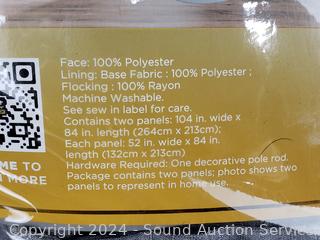 Face: 100% Polyester
Lining: Base Fabric : 100% Polyester ;
Flocking : 100% Rayon
Machine Washable.
See sew in label for care.
Contains two panels: 104 in. wide x
84 in. length (264cm x 213cm);
Each panel: 52 in. wide x 84 in.
length (132cm x 213cm)
Hardware Required: One decorative pole rod.
Package contains two panels; photo shows two
panels to represent in home use.
ME TO
MORE
Copyright 2024 - Sound Auction Service